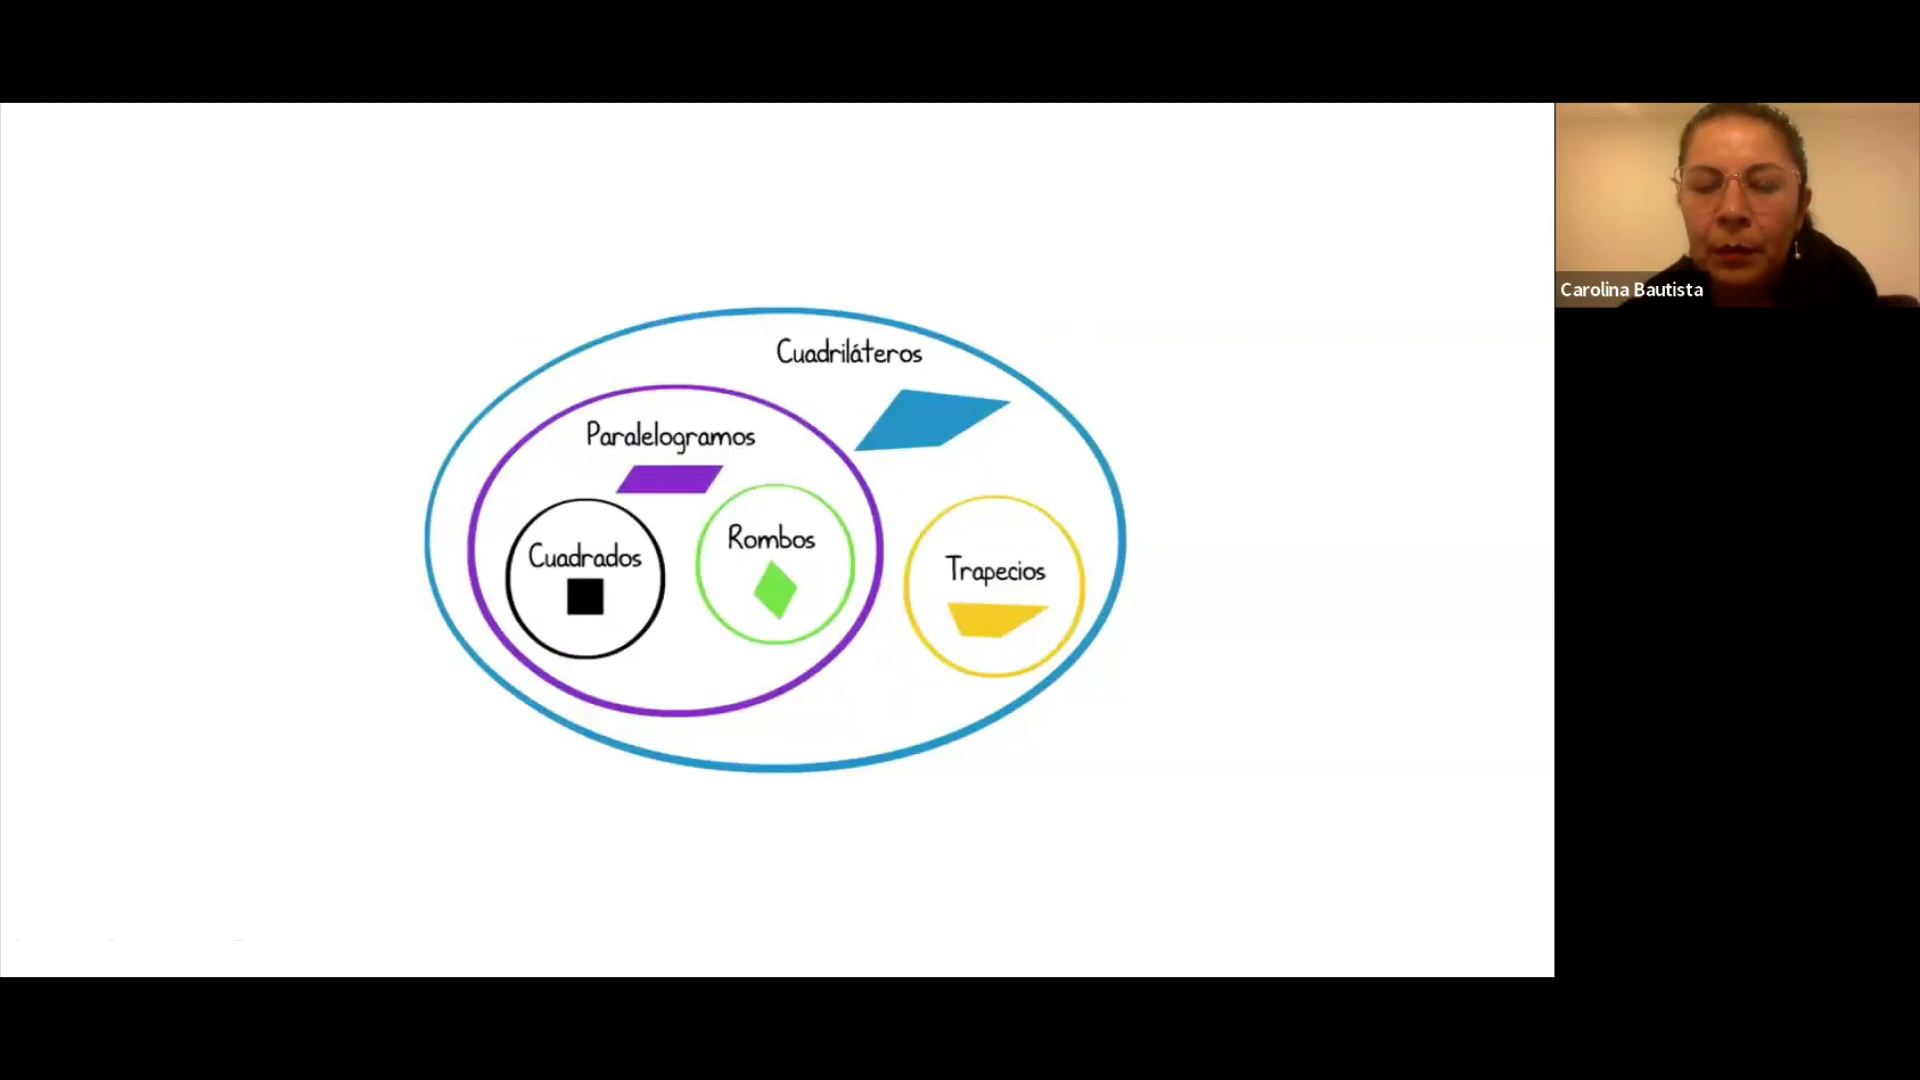 Cuadriláteros
Paralelogramos
Rombos
Cuadrados
Trapecios
Carolina Bautista